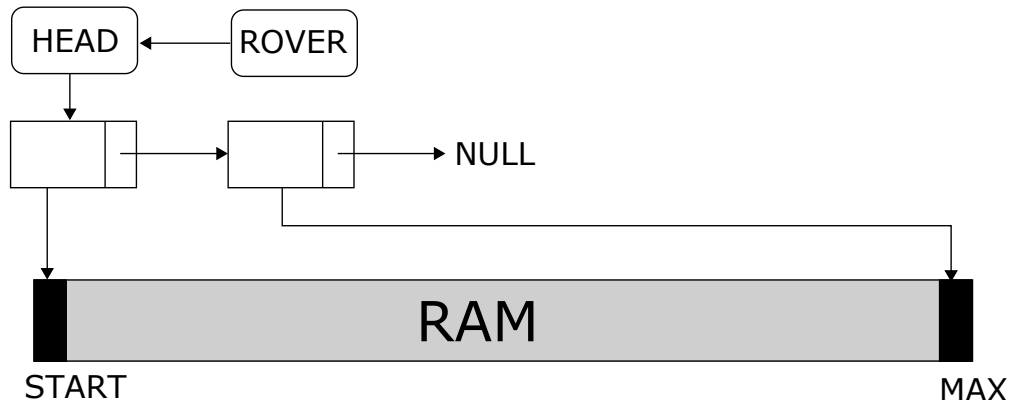 HEAD
ROVER
NULL
RAM
START
MAX